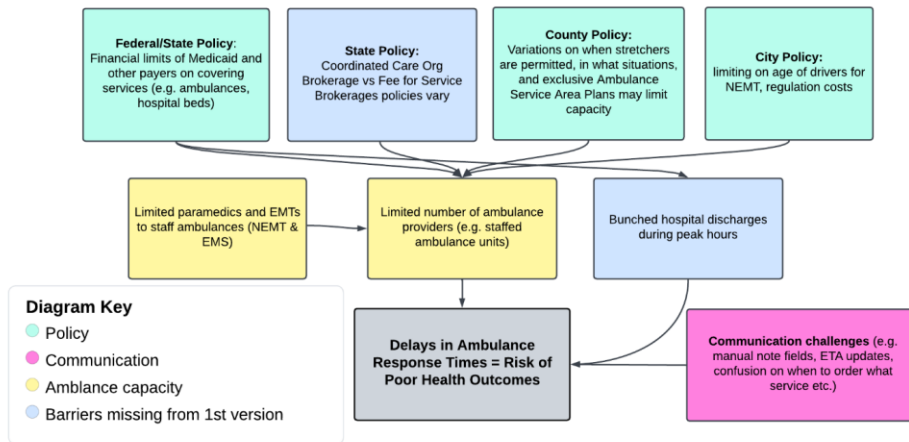 Federal/State Policy:
Financial limits of Medicaid and
other payers on covering
services (e.g. ambulances,
hospital beds)
State Policy:
Coordinated Care Org
Brokerage vs Fee for Service
Brokerages policies vary
County Policy:
Variations on when stretchers
are permitted, in what situations,
and exclusive Ambulance
Service Area Plans may limit
capacity
City Policy:
limiting on age of drivers for
NEMT, regulation costs
Limited paramedics and EMTs
to staff ambulances (NEMT &
EMS)
Limited number of ambulance
providers (e.g. staffed
ambulance units)
Bunched hospital discharges
during peak hours
Diagram Key
Policy
Communication
Amblance capacity
Barriers missing from 1st version
Delays in Ambulance
Response Times = Risk of
Poor Health Outcomes
Communication challenges (e.g.
manual note fields, ETA updates,
confusion on when to order what
service etc.)